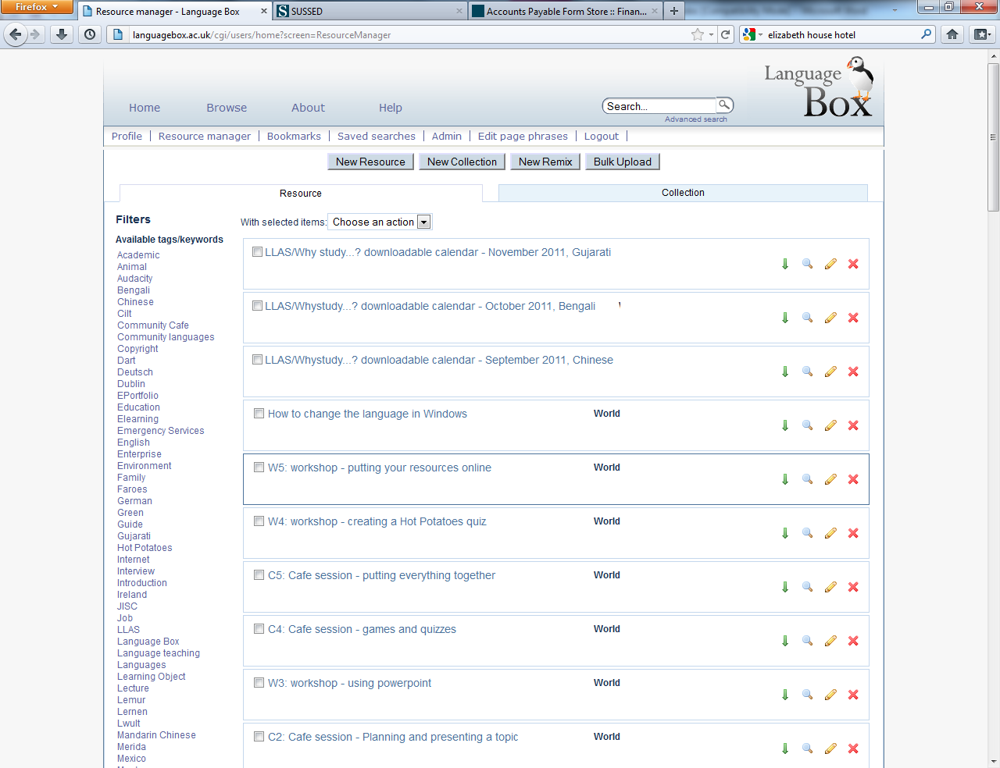 Firefox
Resource manager - Language Box
SUSSED
Accounts Payable Form Store :: Finan...
languagebox.ac.uk/cgi/users/home?screen=ResourceManager
elizabeth house hotel
Language
Box
Home Browse About Help
Search...
Advanced search
Profile Resource manager Bookmarks Saved searches Admin Edit page phrases Logout
New Resource New Collection New Remix Bulk Upload
Resource Collection
Filters
With selected items: Choose an action
Available tags/keywords
Academic
Animal
Audacity
Bengali
Chinese
Cilt
Community Cafe
Community languages
Copyright
Dart
Deutsch
Dublin
EPortfolio
Education
Elearning
Emergency Services
English
Enterprise
Environment
Family
Faroes
German
Green
Guide
Gujarati
Hot Potatoes
Internet
Interview
Introduction
Ireland
JISC
Job
LLAS
Language Box
Language teaching
Languages
Learning Object
Lecture
Lemur
Lernen
Lwult
Mandarin Chinese
Merida
Mexico
LLAS/Why study...? downloadable calendar - November 2011, Gujarati
LLAS/Whystudy...? downloadable calendar - October 2011, Bengali
LLAS/Whystudy...? downloadable calendar - September 2011, Chinese
How to change the language in Windows World
W5: workshop - putting your resources online World
W4: workshop - creating a Hot Potatoes quiz World
C5: Cafe session - putting everything together World
C4: Cafe session - games and quizzes World
W3: workshop - using powerpoint World
C2: Cafe session - Planning and presenting a topic World